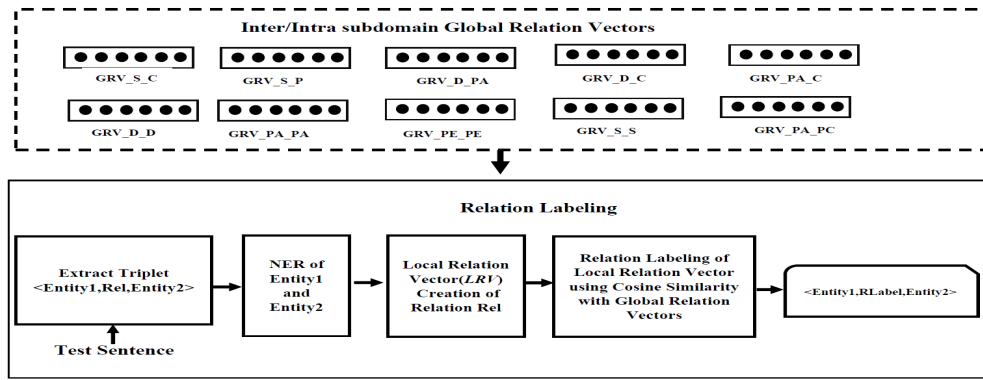 Inter/Intra subdomain Global Relation Vectors
GRV_S_C
GRV_S_P
GRV_D_PA
GRV_D_C
GRV_PA_C
GRV_D_D
GRV_PA_PA
GRV_PE_PE
GRV_S_S
GRV_PA_PC
Relation Labeling
Extract Triplet
<Entity1,Rel,Entity2>
NER of
Entity1
and
Entity2
Local Relation
Vector(LRV)
Creation of
Relation Rel
Relation Labeling of
Local Relation Vector
using Cosine Similarity
with Global Relation
Vectors
<Entity1,RLabel,Entity2>
Test Sentence